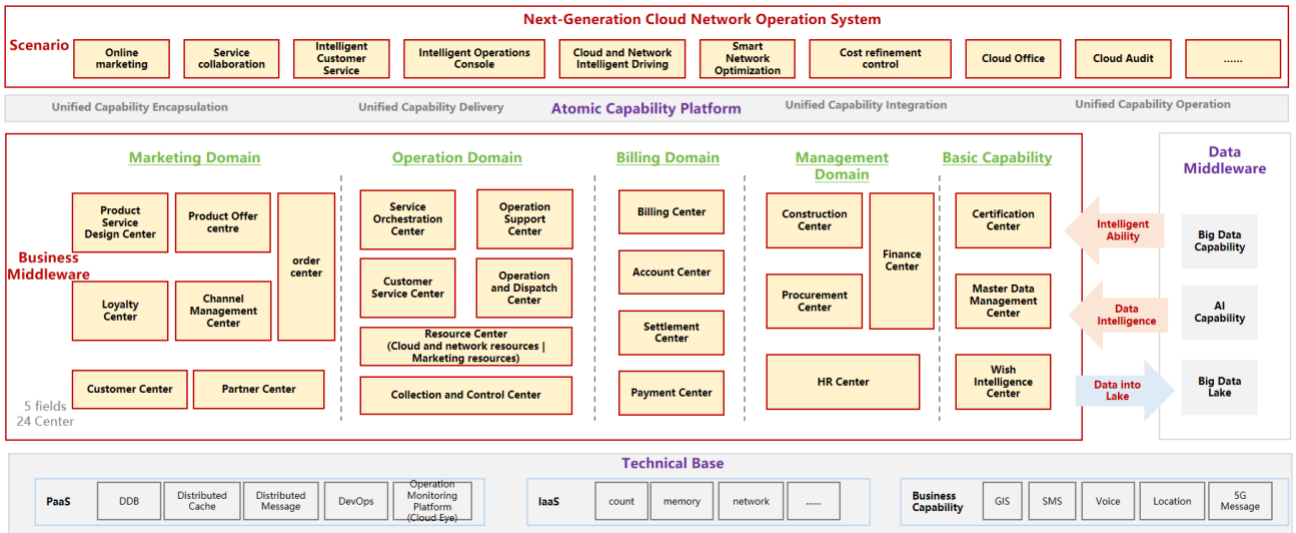 Next-Generation Cloud Network Operation System
Scenario
Online
marketing
Service
collaboration
Intelligent
Customer
Service
Intelligent Operations
Console
Cloud and Network
Intelligent Driving
Smart
Network
Optimization
Cost refinement
control
Cloud Office
Cloud Audit
......
Unified Capability Encapsulation
Unified Capability Delivery
Atomic Capability Platform
Unified Capability Integration
Unified Capability Operation
Business
Middleware
5 fields
24 Center
Marketing Domain
Product
Service
Design Center
Product Offer
centre
order
center
Loyalty
Center
Channel
Management
Center
Customer Center
Partner Center
Operation Domain
Service
Orchestration
Center
Operation
Support
Center
Customer
Service Center
Operation
and Dispatch
Center
Resource Center
(Cloud and network resources |
Marketing resources)
Collection and Control Center
Billing Domain
Billing Center
Account Center
Settlement
Center
Payment Center
Management
Domain
Construction
Center
Finance
Center
Procurement
Center
HR Center
Basic Capability
Certification
Center
Master Data
Management
Center
Wish
Intelligence
Center
Intelligent
Ability
Data
Intelligence
Data into
Lake
Data
Middleware
Big Data
Capability
AI
Capability
Big Data
Lake
Technical Base
PaaS
DDB
Distributed
Cache
Distributed
Message
DevOps
Operation
Monitoring
Platform
(Cloud Eye)
IaaS
count
memory
network
......
Business
Capability
GIS
SMS
Voice
Location
5G
Message